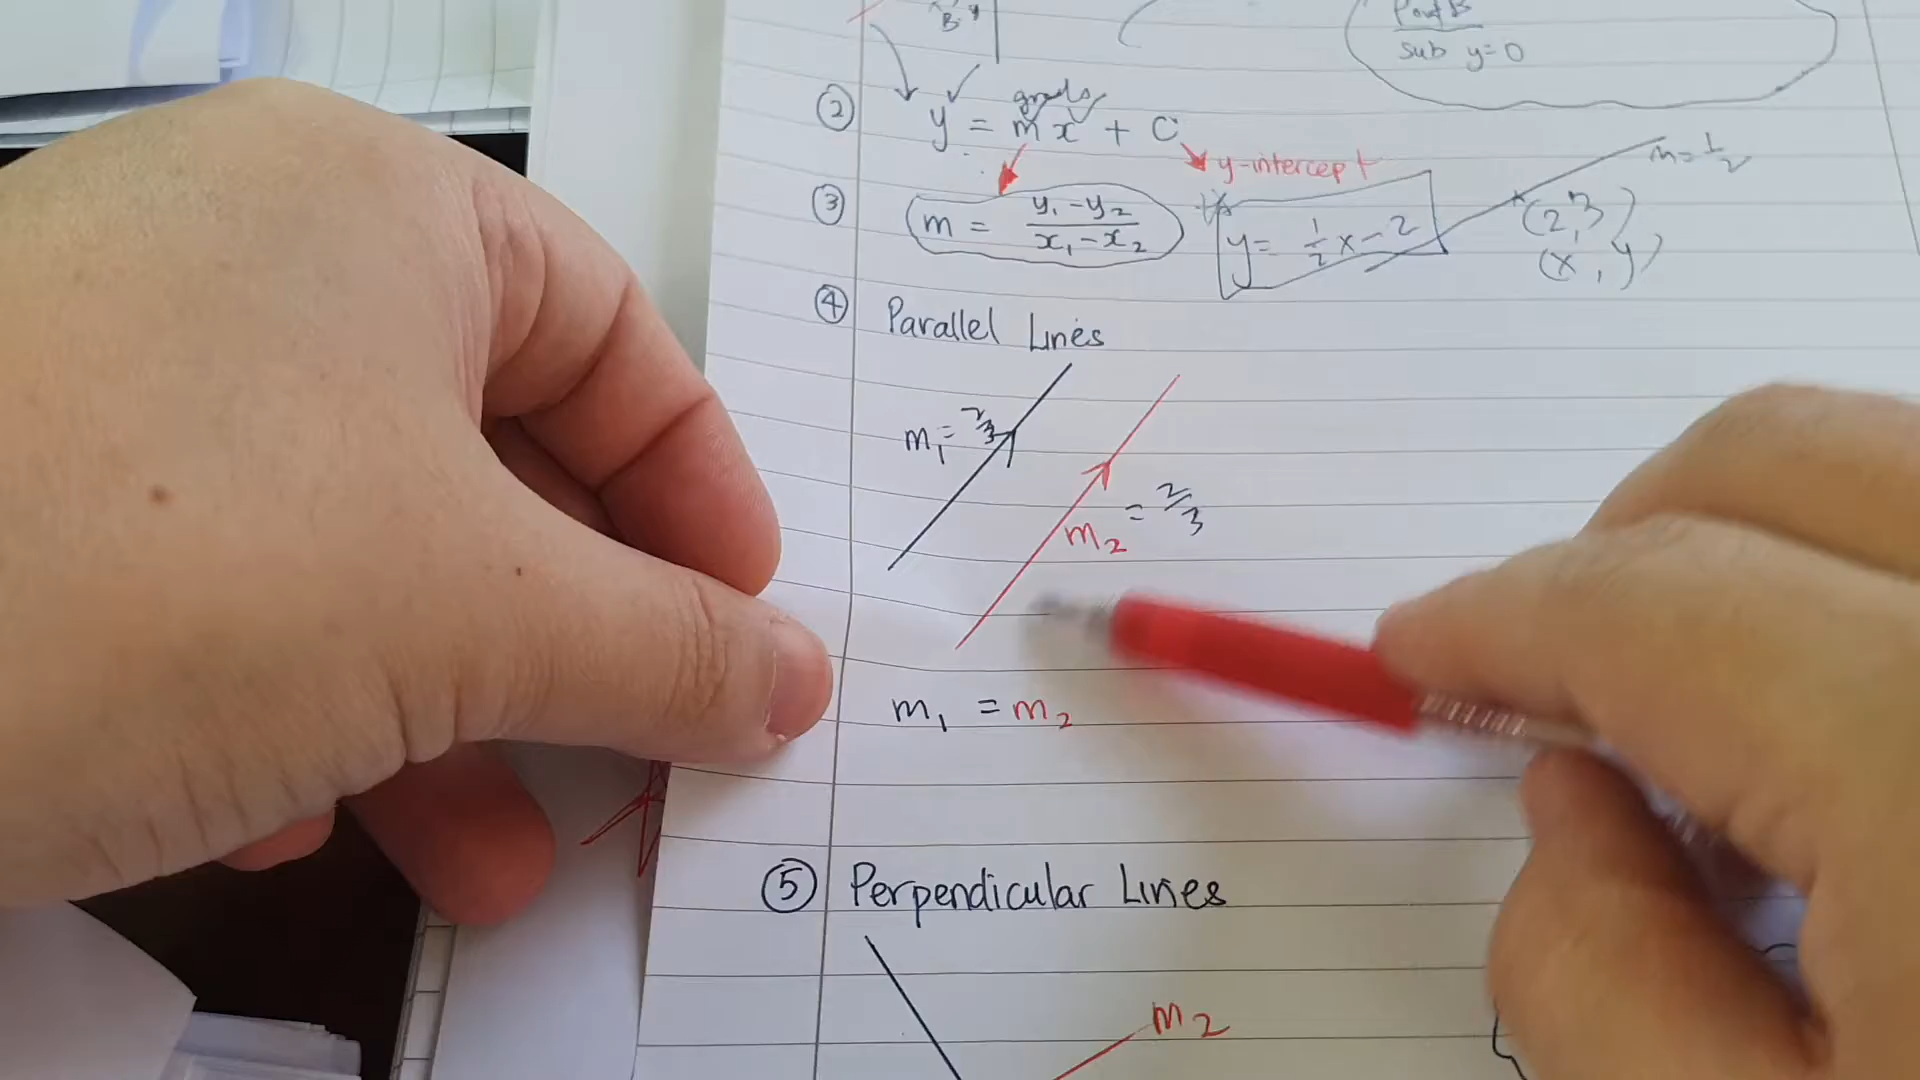 B y
Point B
sub y=0
② y = mx + C
grads
y-intercept
m=½
③ m = y₁-y₂ / x₁-x₂
y= ½x-2
(2,3)
(x,y)
④ Parallel Lines
m₁= 2/3
m₂ = 2/3
m₁ = m₂
⑤ Perpendicular Lines
m₂